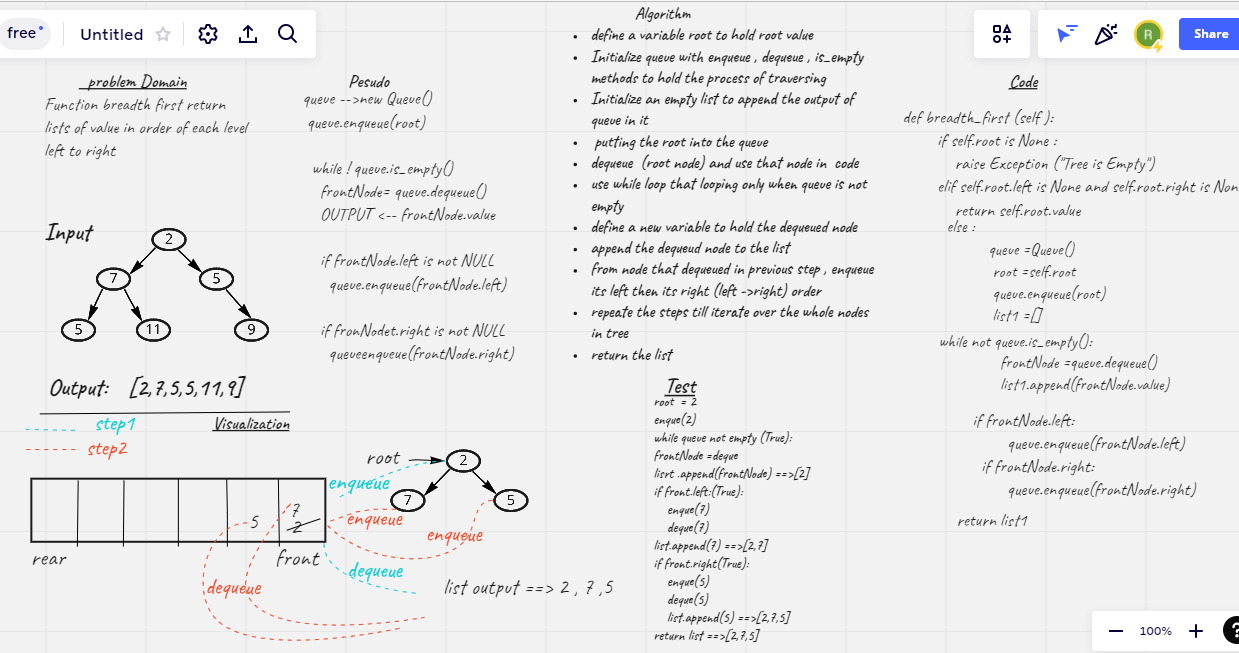 free
Untitled
R
Share
problem Domain
Function breadth first return
lists of value in order of each level
left to right
Input
2
7
5
5
11
9
Output: [2,7,5,5,11,9]
step1
step2
Visualization
Pesudo
queue -->new Queue()
queue.enqueue(root)
while ! queue.is_empty()
frontNode= queue.dequeue()
OUTPUT <-- frontNode.value
if frontNode.left is not NULL
queue.enqueue(frontNode.left)
if fronNodet.right is not NULL
queueenqueue(frontNode.right)
root
2
7
5
enqueue
enqueue
enqueue
5
7
2
rear
front
dequeue
dequeue
list output ==> 2 , 7 ,5
Algorithm
• define a variable root to hold root value
• Initialize queue with enqueue , dequeue , is_empty
methods to hold the process of traversing
• Initialize an empty list to append the output of
queue in it
• putting the root into the queue
• dequeue (root node) and use that node in code
• use while loop that looping only when queue is not
empty
• define a new variable to hold the dequeued node
• append the dequeud node to the list
• from node that dequeued in previous step , enqueue
its left then its right (left ->right) order
• repeate the steps till iterate over the whole nodes
in tree
• return the list
Test
root = 2
enque(2)
while queue not empty (True):
frontNode =deque
lisrt .append(frontNode) ==>[2]
if front.left:(True):
enque(7)
deque(7)
list.append(7) ==>[2,7]
if front.right(True):
enque(5)
deque(5)
list.append(5) ==>[2,7,5]
return list ==>[2,7,5]
Code
def breadth_first (self ):
if self.root is None :
raise Exception ("Tree is Empty")
elif self.root.left is None and self.root.right is Non
return self.root.value
else :
queue =Queue()
root =self.root
queue.enqueue(root)
list1 =[]
while not queue.is_empty():
frontNode =queue.dequeue()
list1.append(frontNode.value)
if frontNode.left:
queue.enqueue(frontNode.left)
if frontNode.right:
queue.enqueue(frontNode.right)
return list1
100%
?